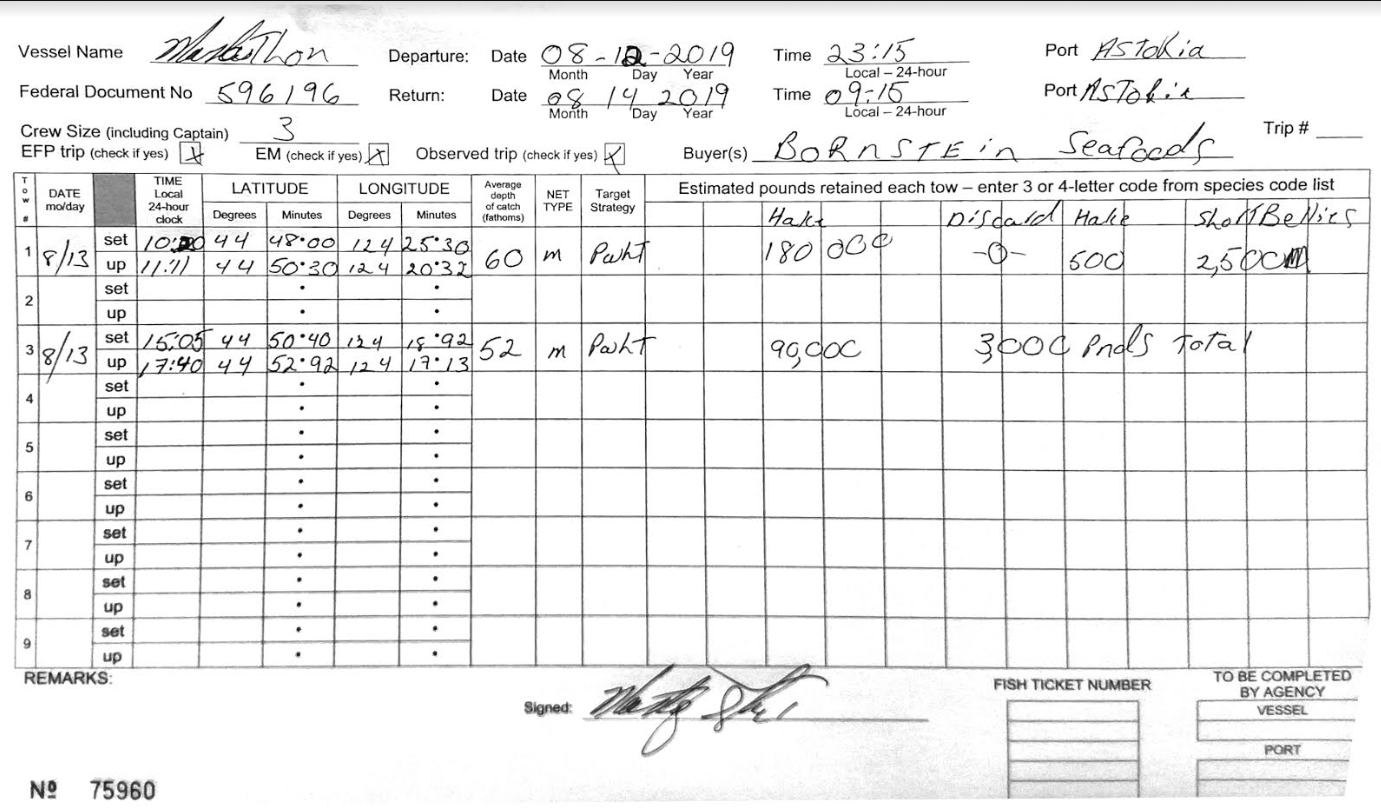 Vessel Name Marathon Departure: Date 08-12-2019 Time 23:15 Port Astoria
Month Day Year Local – 24-hour
Federal Document No 596196 Return: Date 08 14 2019 Time 09:15 Port Astoria
Month Day Year Local – 24-hour
Crew Size (including Captain) 3 Trip #
EFP trip (check if yes) X EM (check if yes) X Observed trip (check if yes) X Buyer(s) BORNSTEin Seafoods
Tow # DATE mo/day TIME Local 24-hour clock LATITUDE LONGITUDE Average depth of catch (fathoms) NET TYPE Target Strategy Estimated pounds retained each tow – enter 3 or 4-letter code from species code list
Degrees Minutes Degrees Minutes Hake Discard Hake ShortBellies
1 8/13 set 44 48•00 124 25•30 60 m Pwht 180 000 -0- 500 2,500
up 11:11 44 50•30 124 20•32
2 set • •
up • •
3 8/13 set 15:05 44 50•40 124 18•92 52 m Pwht 90,000 3,000 Pnds Total
up 17:40 44 52•92 124 17•13
4 set • •
up • •
5 set • •
up • •
6 set • •
up • •
7 set • •
up • •
8 set • •
up • •
9 set • •
up • •
REMARKS:
Signed:
FISH TICKET NUMBER
TO BE COMPLETED BY AGENCY
VESSEL
PORT
Nº 75960